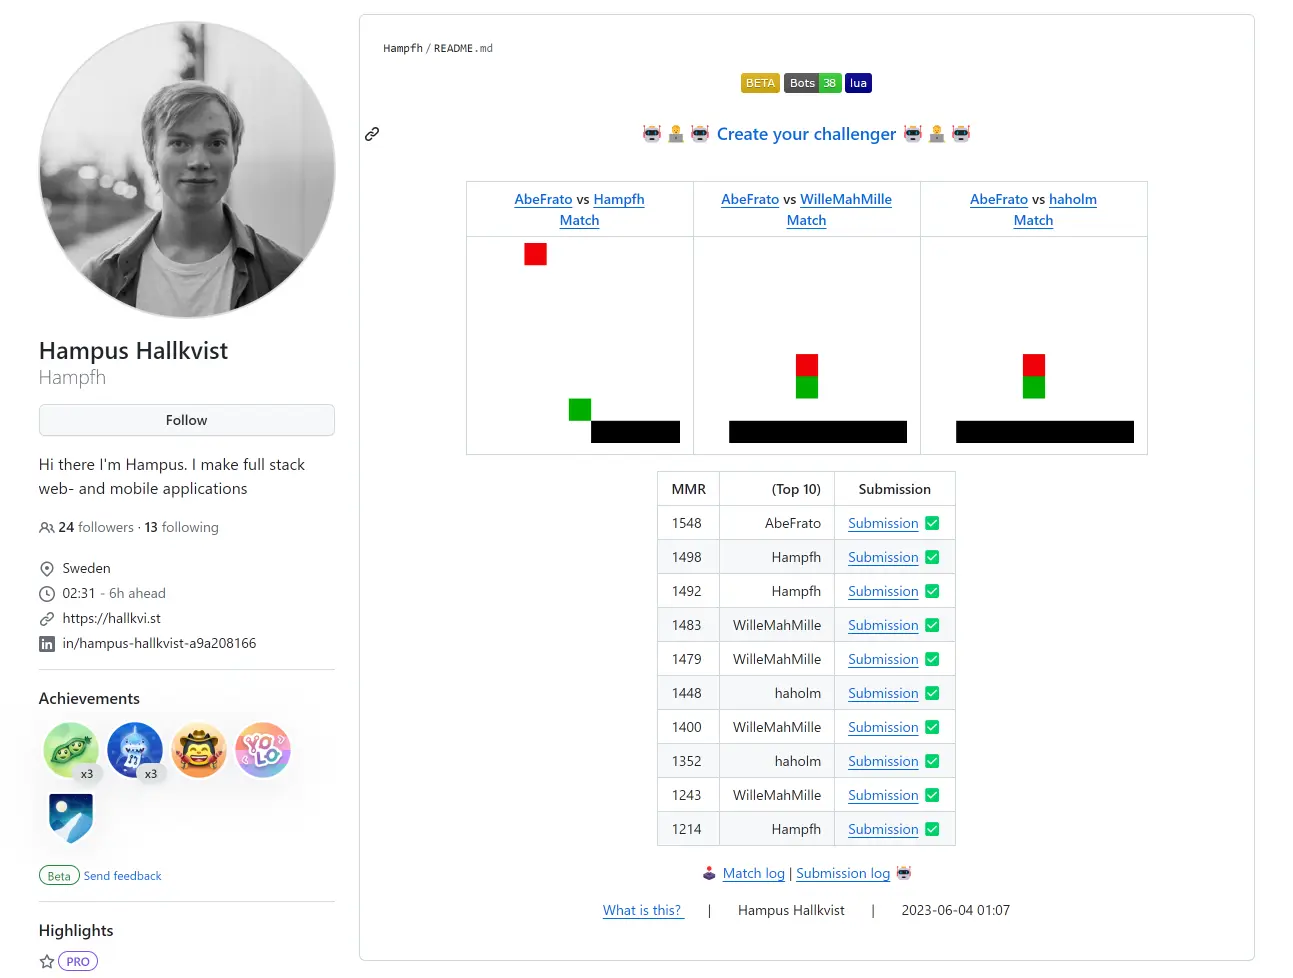 Hampus Hallkvist
Hampfh
Follow
Hi there I'm Hampus. I make full stack
web- and mobile applications
24 followers · 13 following
Sweden
02:31 - 6h ahead
https://hallkvi.st
in/hampus-hallkvist-a9a208166
Achievements
x3
x3
YOLO
Beta Send feedback
Highlights
PRO
Hampfh / README.md
BETA Bots 38 lua
Create your challenger
AbeFrato vs Hampfh
Match
AbeFrato vs WilleMahMille
Match
AbeFrato vs haholm
Match
MMR (Top 10) Submission
1548 AbeFrato Submission
1498 Hampfh Submission
1492 Hampfh Submission
1483 WilleMahMille Submission
1479 WilleMahMille Submission
1448 haholm Submission
1400 WilleMahMille Submission
1352 haholm Submission
1243 WilleMahMille Submission
1214 Hampfh Submission
Match log | Submission log
What is this? | Hampus Hallkvist | 2023-06-04 01:07